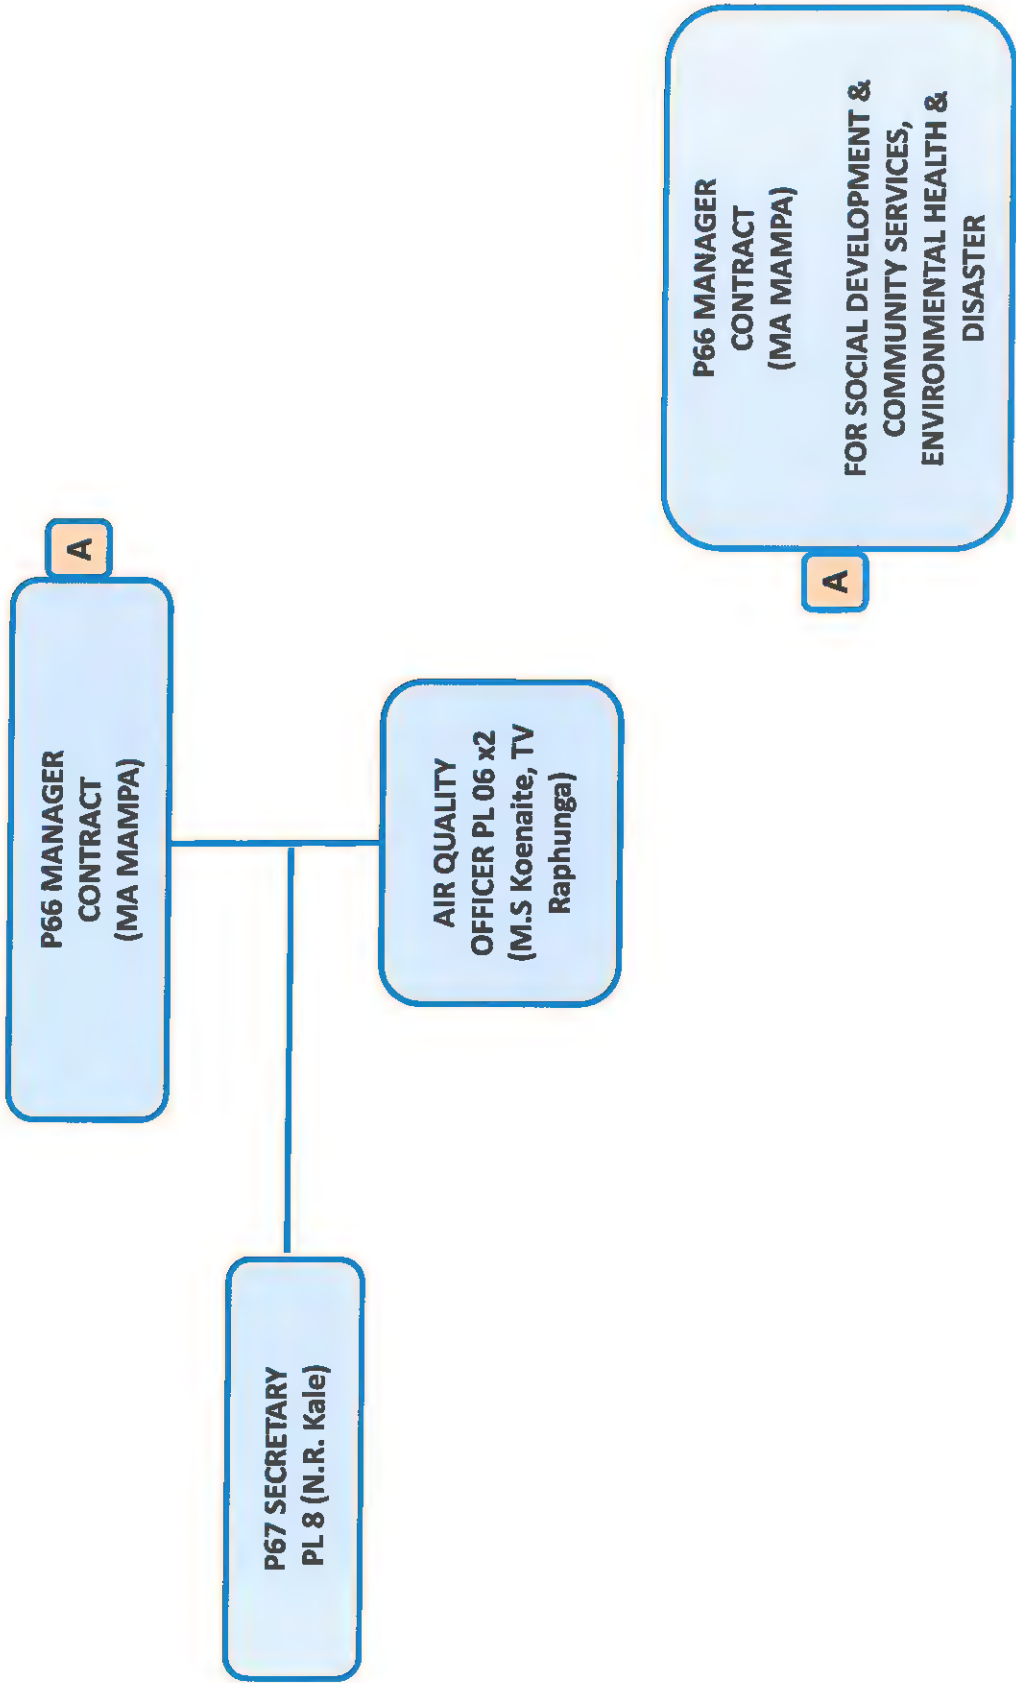 P66 MANAGER
CONTRACT
(MA MAMPA)
A
P67 SECRETARY
PL 8 (N.R. Kale)
AIR QUALITY
OFFICER PL 06 x2
(M.S Koenaite, TV
Raphunga)
A
P66 MANAGER
CONTRACT
(MA MAMPA)
FOR SOCIAL DEVELOPMENT &
COMMUNITY SERVICES,
ENVIRONMENTAL HEALTH &
DISASTER